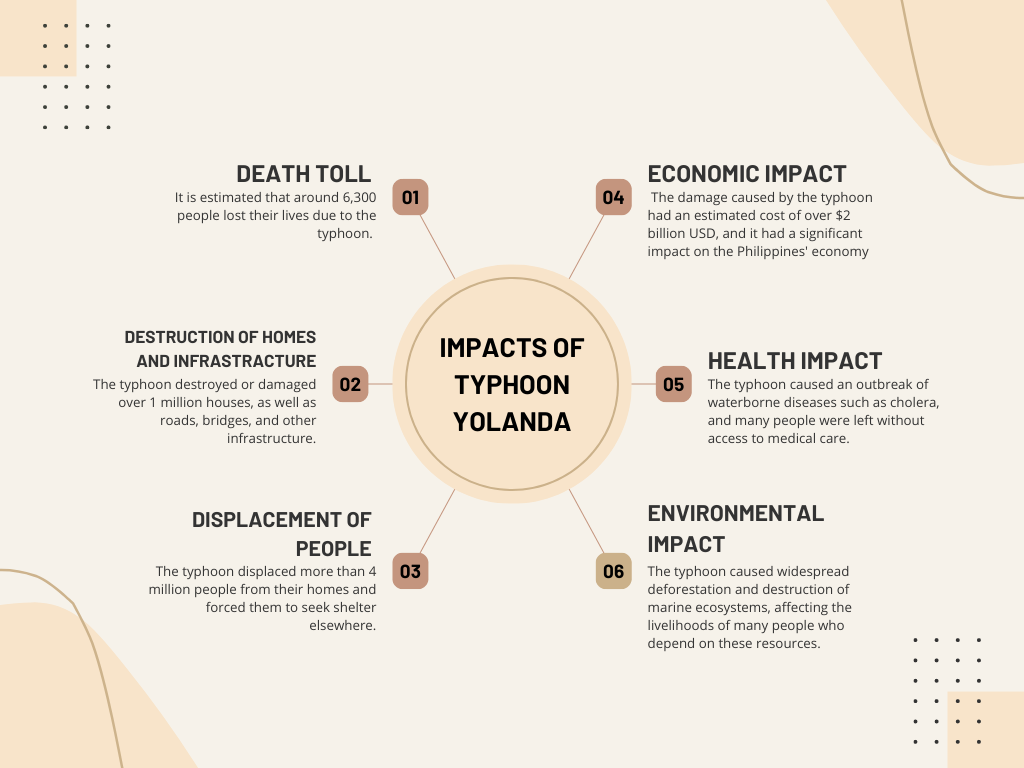 DEATH TOLL
It is estimated that around 6,300
people lost their lives due to the
typhoon.
01
DESTRUCTION OF HOMES
AND INFRASTRACTURE
The typhoon destroyed or damaged
over 1 million houses, as well as
roads, bridges, and other
infrastructure.
02
DISPLACEMENT OF
PEOPLE
The typhoon displaced more than 4
million people from their homes and
forced them to seek shelter
elsewhere.
03
IMPACTS OF
TYPHOON
YOLANDA
04
ECONOMIC IMPACT
The damage caused by the typhoon
had an estimated cost of over $2
billion USD, and it had a significant
impact on the Philippines' economy
05
HEALTH IMPACT
The typhoon caused an outbreak of
waterborne diseases such as cholera,
and many people were left without
access to medical care.
06
ENVIRONMENTAL
IMPACT
The typhoon caused widespread
deforestation and destruction of
marine ecosystems, affecting the
livelihoods of many people who
depend on these resources.